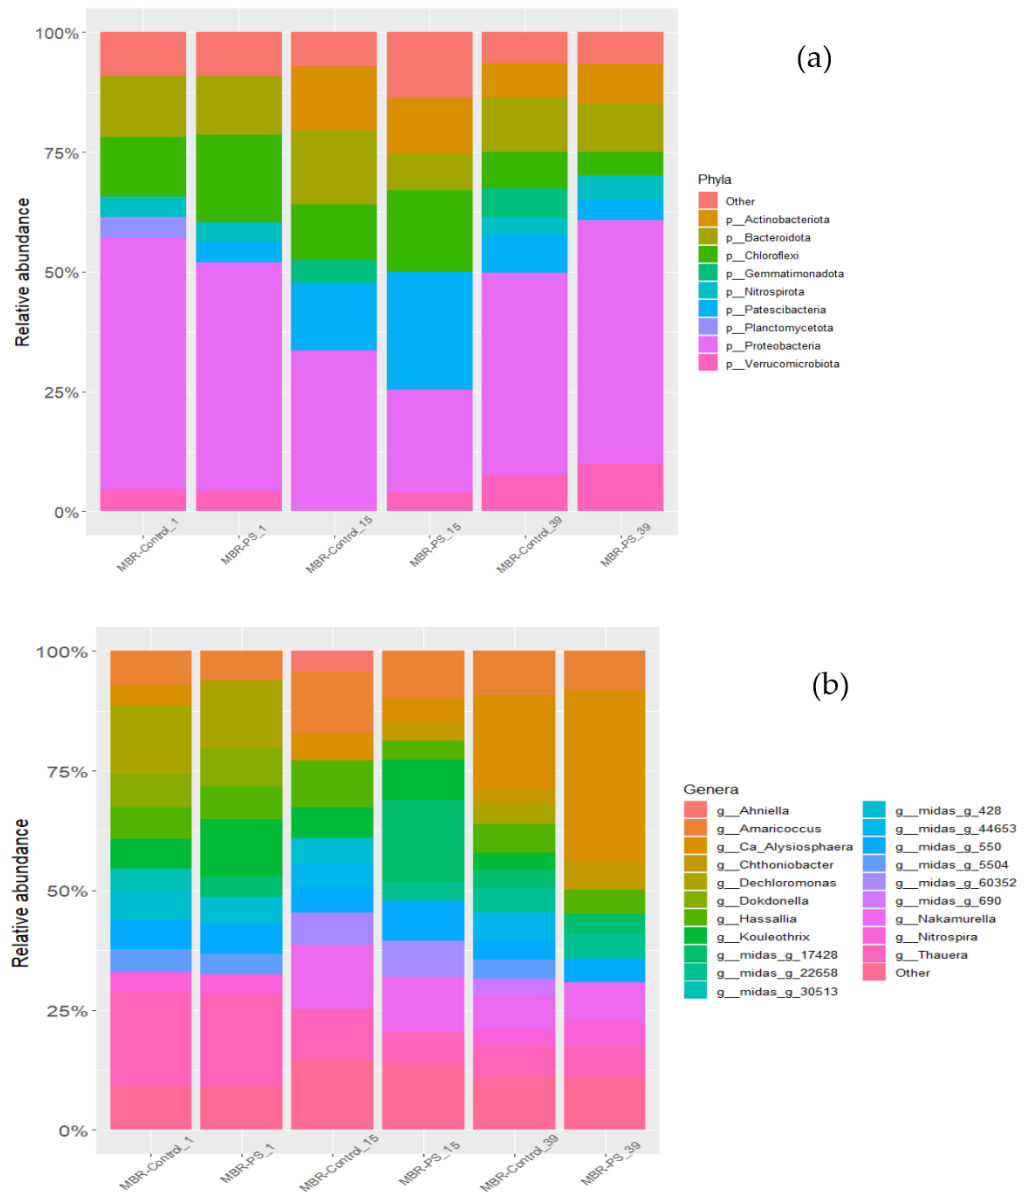 (a)
Relative abundance
100%
75%
50%
25%
0%
MBR-Control_1
MBR-PS_1
MBR-Control_15
MBR-PS_15
MBR-Control_39
MBR-PS_39
Phyla
Other
p__Actinobacteriota
p__Bacteroidota
p__Chloroflexi
p__Gemmatimonadota
p__Nitrospirota
p__Patescibacteria
p__Planctomycetota
p__Proteobacteria
p__Verrucomicrobiota
(b)
Relative abundance
100%
75%
50%
25%
0%
MBR-Control_1
MBR-PS_1
MBR-Control_15
MBR-PS_15
MBR-Control_39
MBR-PS_39
Genera
g__Ahniella
g__Amaricoccus
g__Ca_Alysiosphaera
g__Chthoniobacter
g__Dechloromonas
g__Dokdonella
g__Hassallia
g__Kouleothrix
g__midas_g_17428
g__midas_g_22658
g__midas_g_30513
g__midas_g_428
g__midas_g_44653
g__midas_g_550
g__midas_g_5504
g__midas_g_60352
g__midas_g_690
g__Nakamurella
g__Nitrospira
g__Thauera
Other